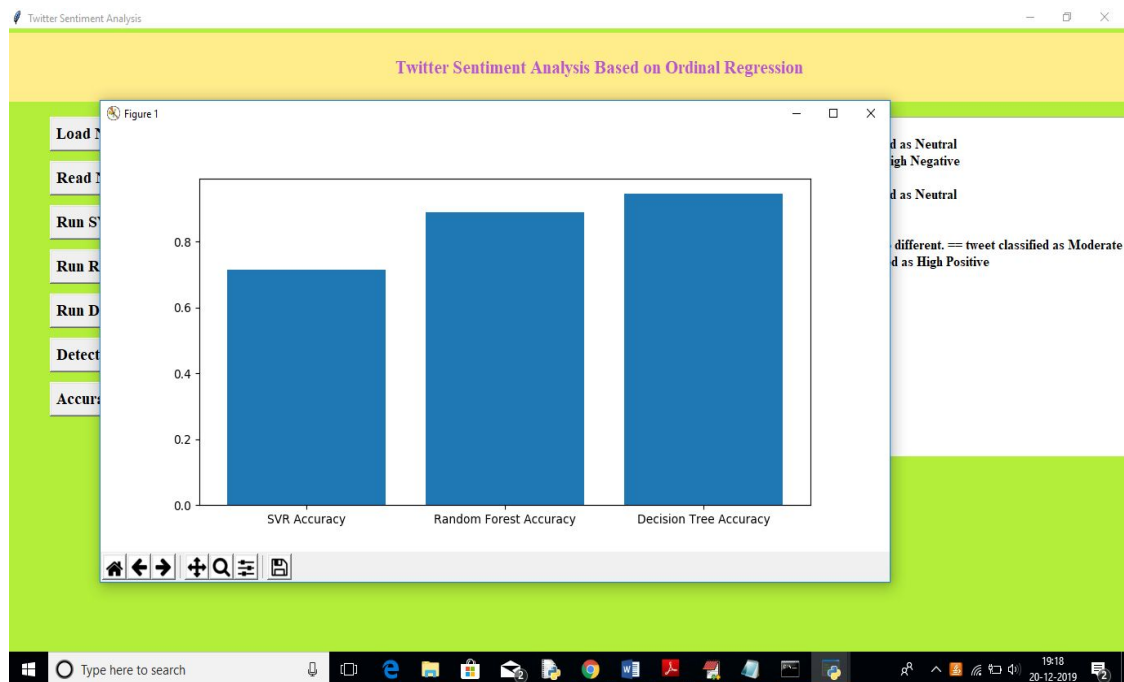 Twitter Sentiment Analysis
Twitter Sentiment Analysis Based on Ordinal Regression
Figure 1
Load
Read
Run
Run
Run
Detect
d as Neutral
igh Negative
d as Neutral
different. == tweet classified as Moderate
d as High Positive
0.8
0.6
0.4
0.2
0.0
SVR Accuracy
Random Forest Accuracy
Decision Tree Accuracy
Type here to search
2
19:18
20-12-2019
2